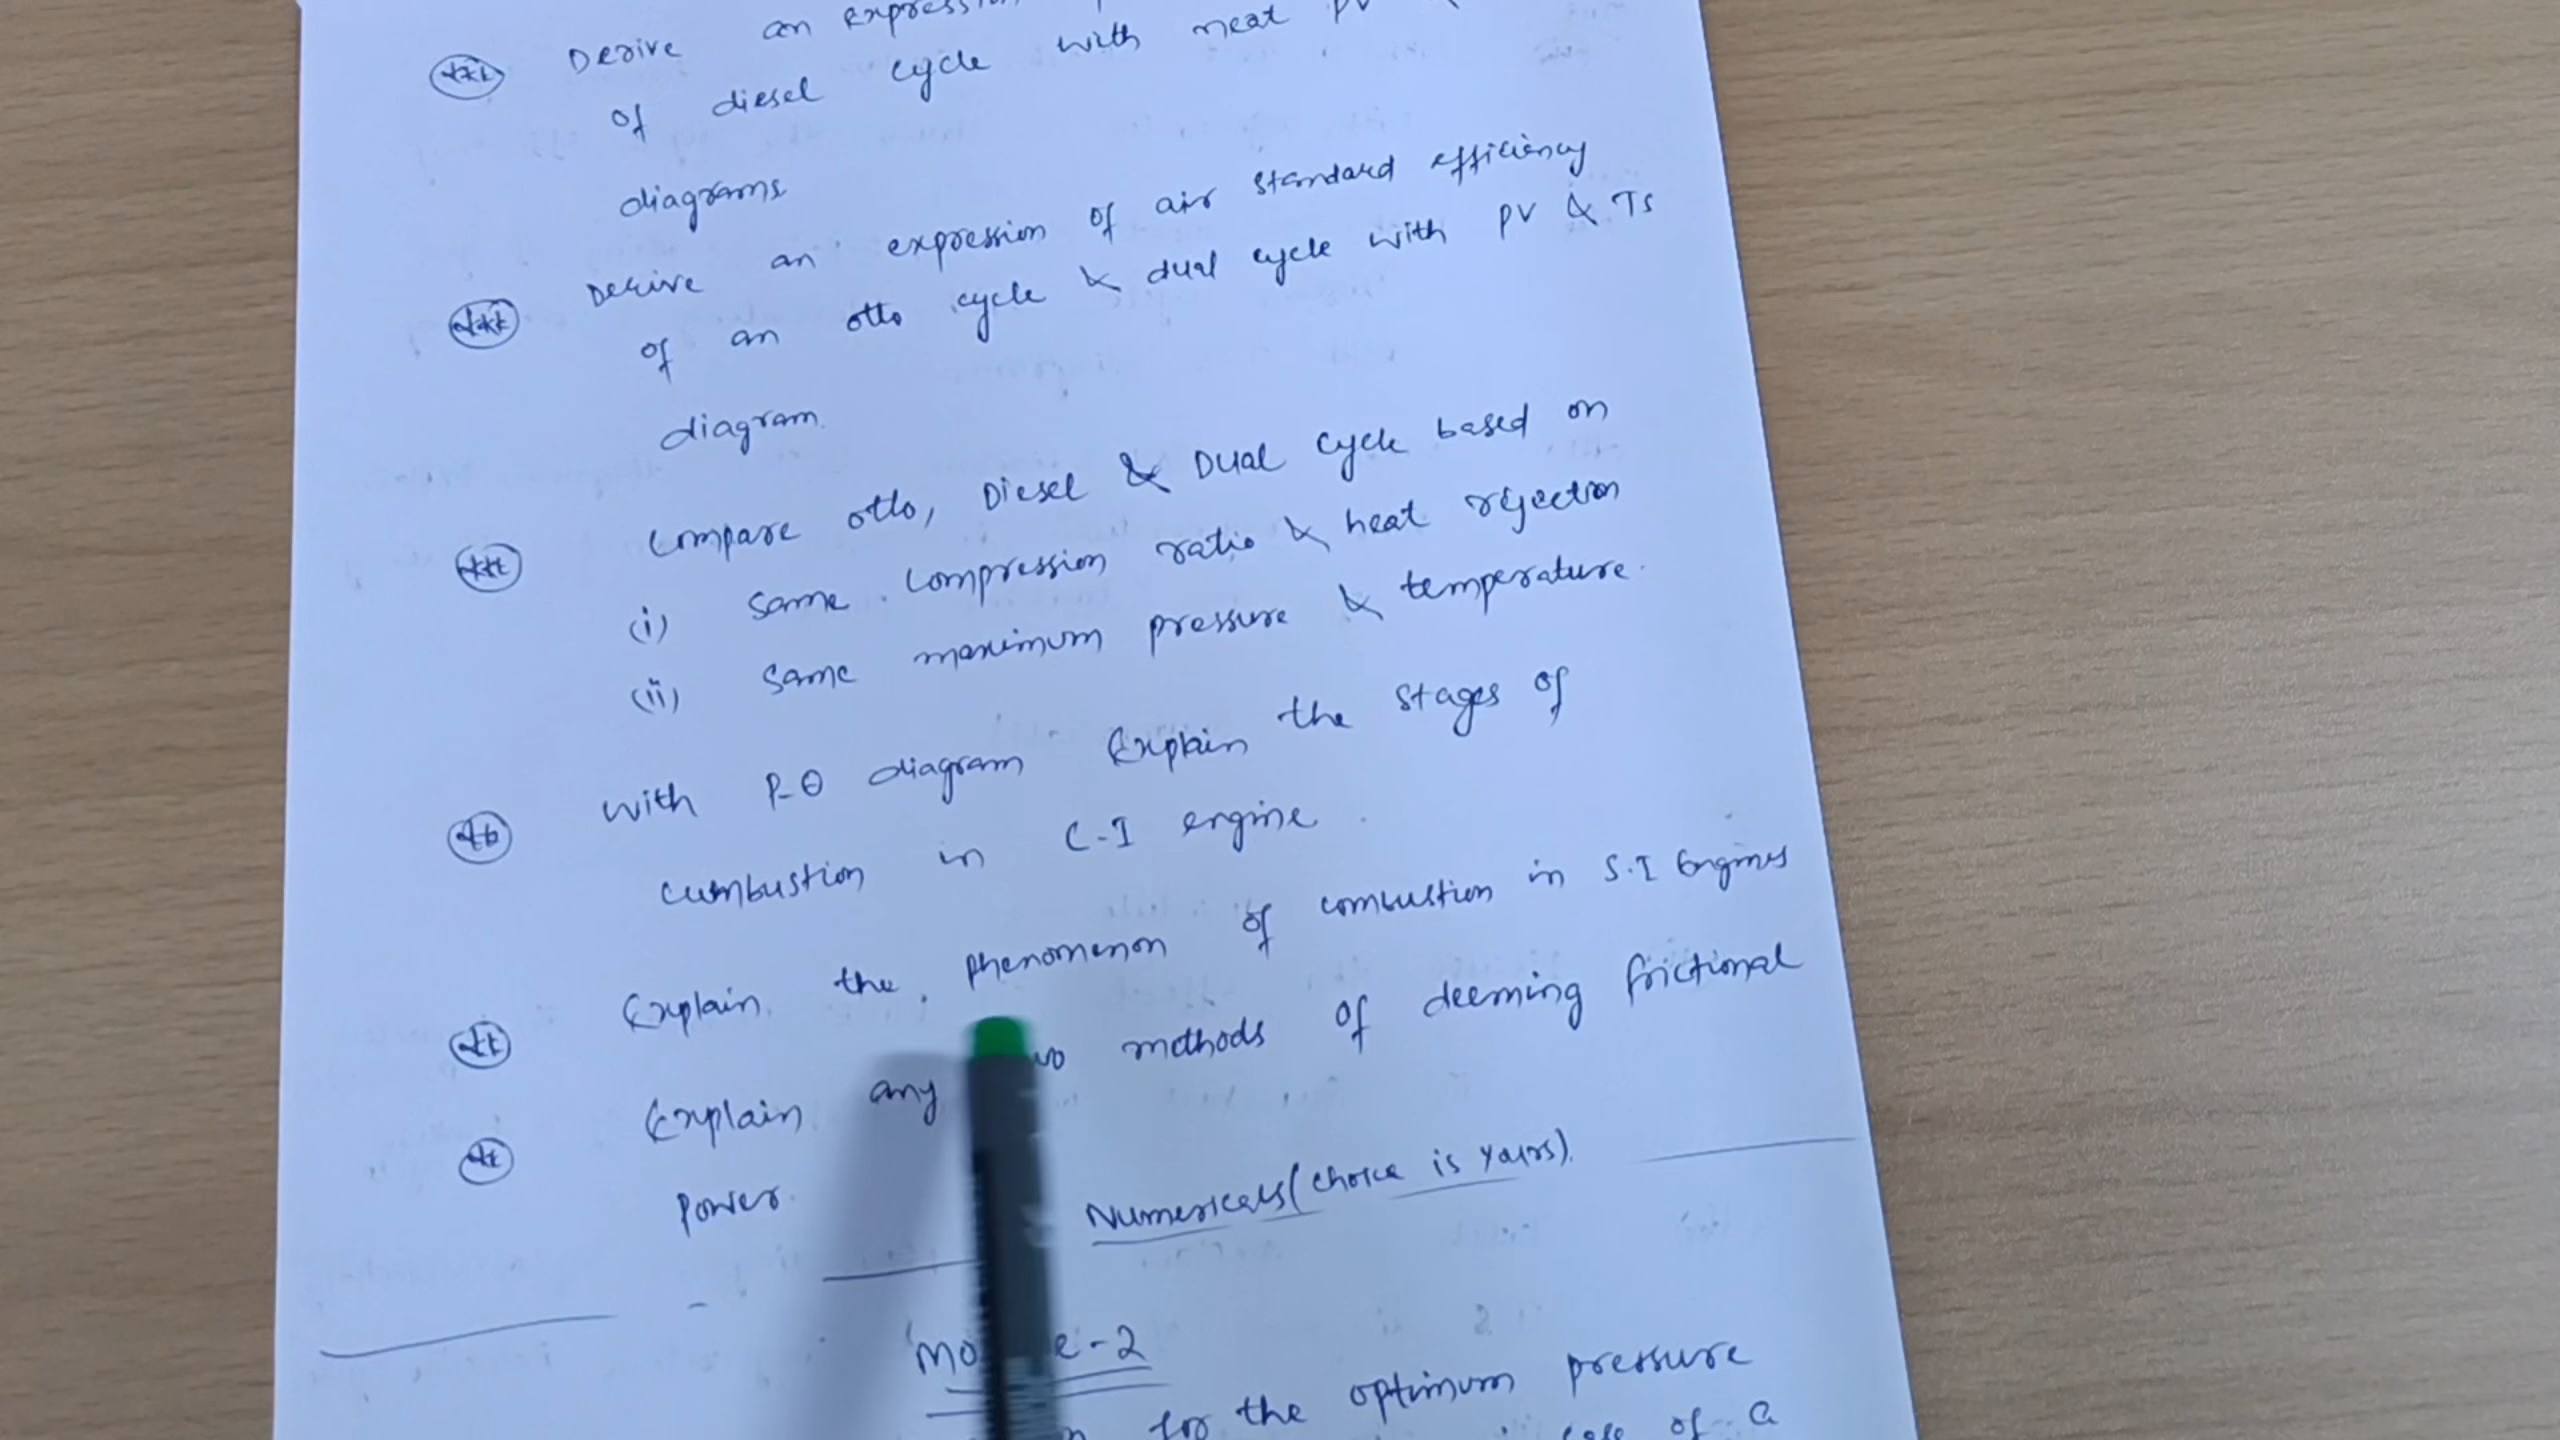 Derive an
of diesel cycle with neat PV
diagrams
Derive an expression of air standard efficiency
of an otto cycle & dual cycle with PV & Ts
diagram.
Compare otto, Diesel & Dual cycle based on
(i) same compression ratio & heat rejection
(ii) same maximum pressure & temperature.
With P-θ diagram Explain the stages of
cumbustion in C-I engine.
Explain the phenomenon of combustion in S.I Engines
Explain any methods of deeming frictional
Power.
Numericals (choice is yours).
-2
for the optimum pressure
case of a